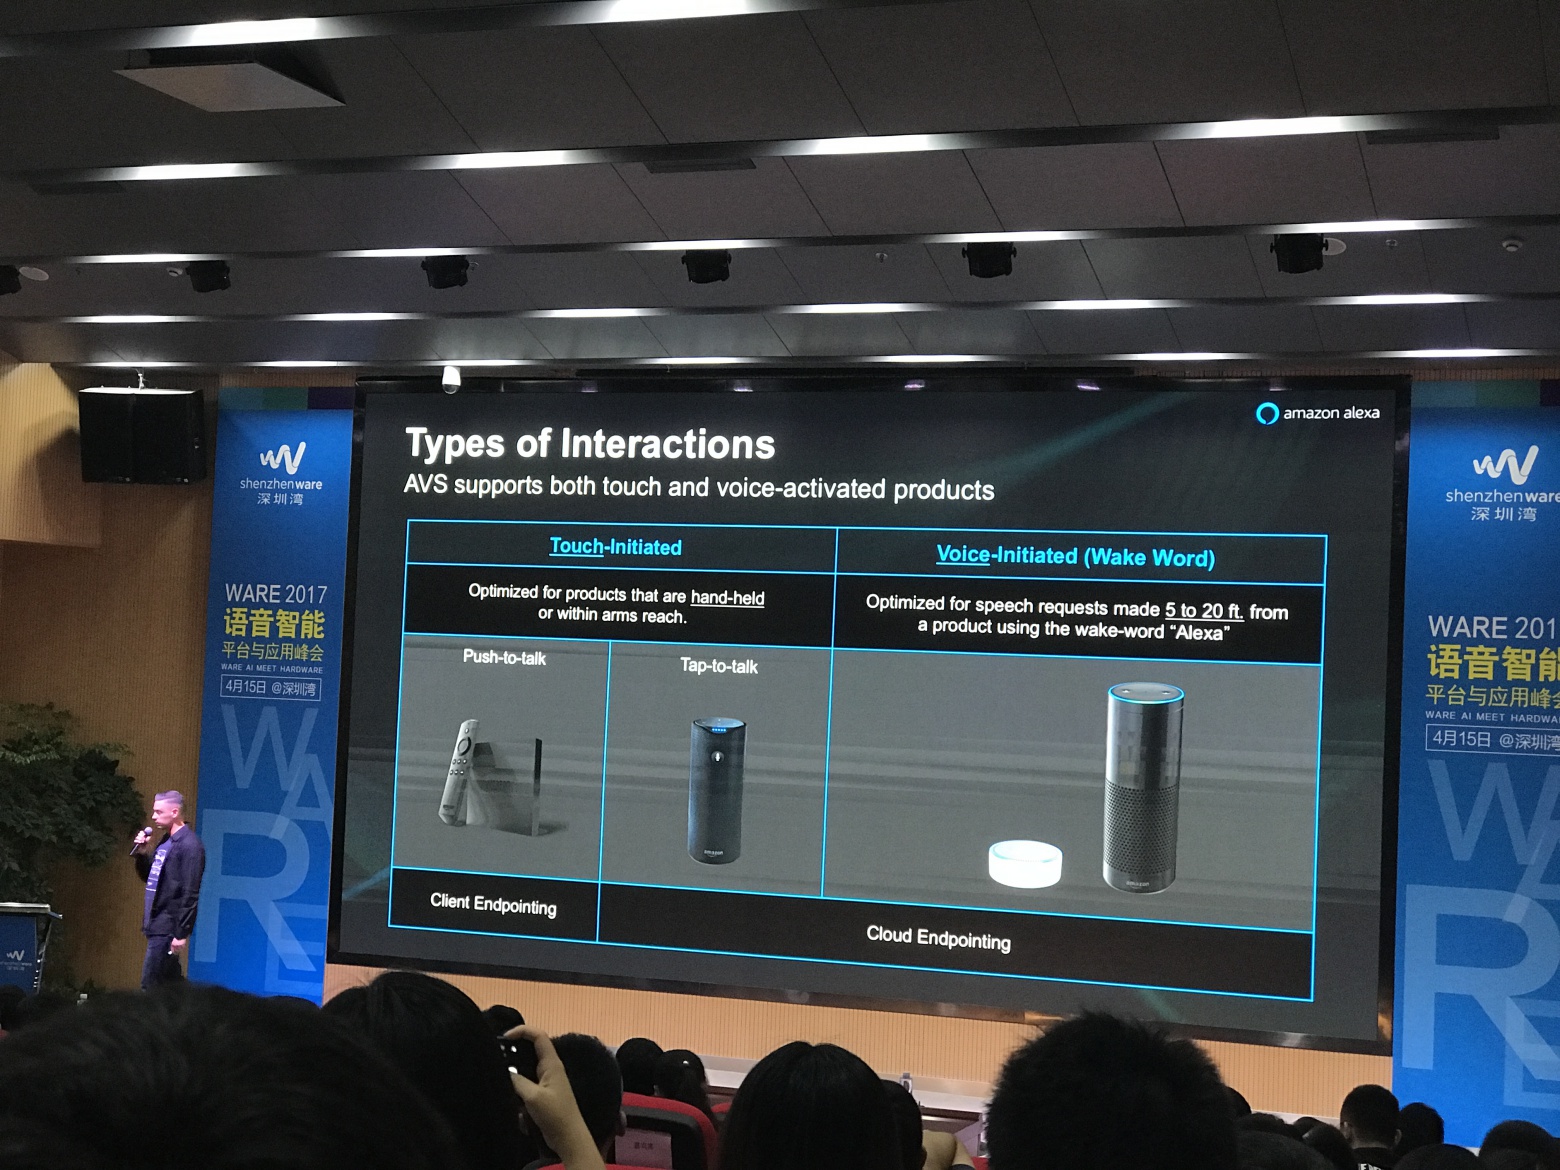 amazon alexa
Types of Interactions
AVS supports both touch and voice-activated products
Touch-Initiated
Voice-Initiated (Wake Word)
Optimized for products that are hand-held
or within arms reach.
Optimized for speech requests made 5 to 20 ft. from
a product using the wake-word “Alexa”
Push-to-talk
Tap-to-talk
amazon
amazon
Client Endpointing
Cloud Endpointing
shenzhenware
深圳湾
WARE 2017
语音智能
平台与应用峰会
WARE AI MEET HARDWARE
4月15日 @深圳湾
WARE
shenzhenware
深圳湾
WARE 201
语音智能
平台与应用峰会
WARE AI MEET HARDWA
4月15日 @深圳湾
W
RE